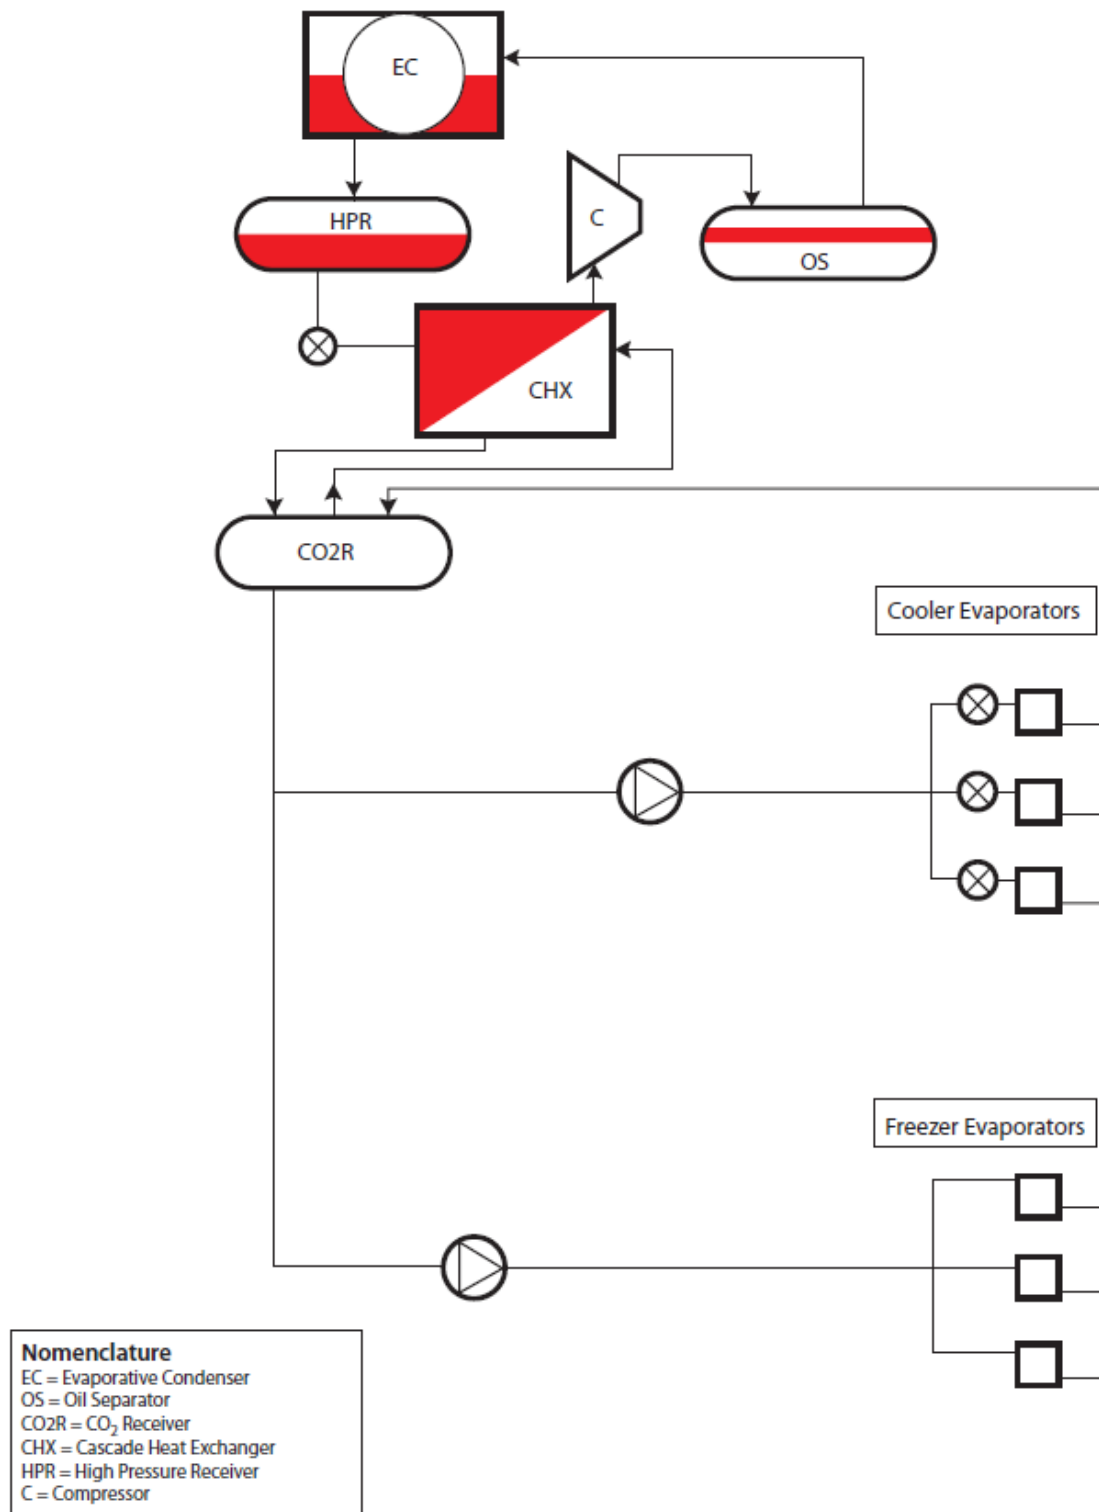 EC
HPR
C
OS
CHX
CO2R
Cooler Evaporators
Freezer Evaporators
Nomenclature
EC = Evaporative Condenser
OS = Oil Separator
CO2R = CO₂ Receiver
CHX = Cascade Heat Exchanger
HPR = High Pressure Receiver
C = Compressor